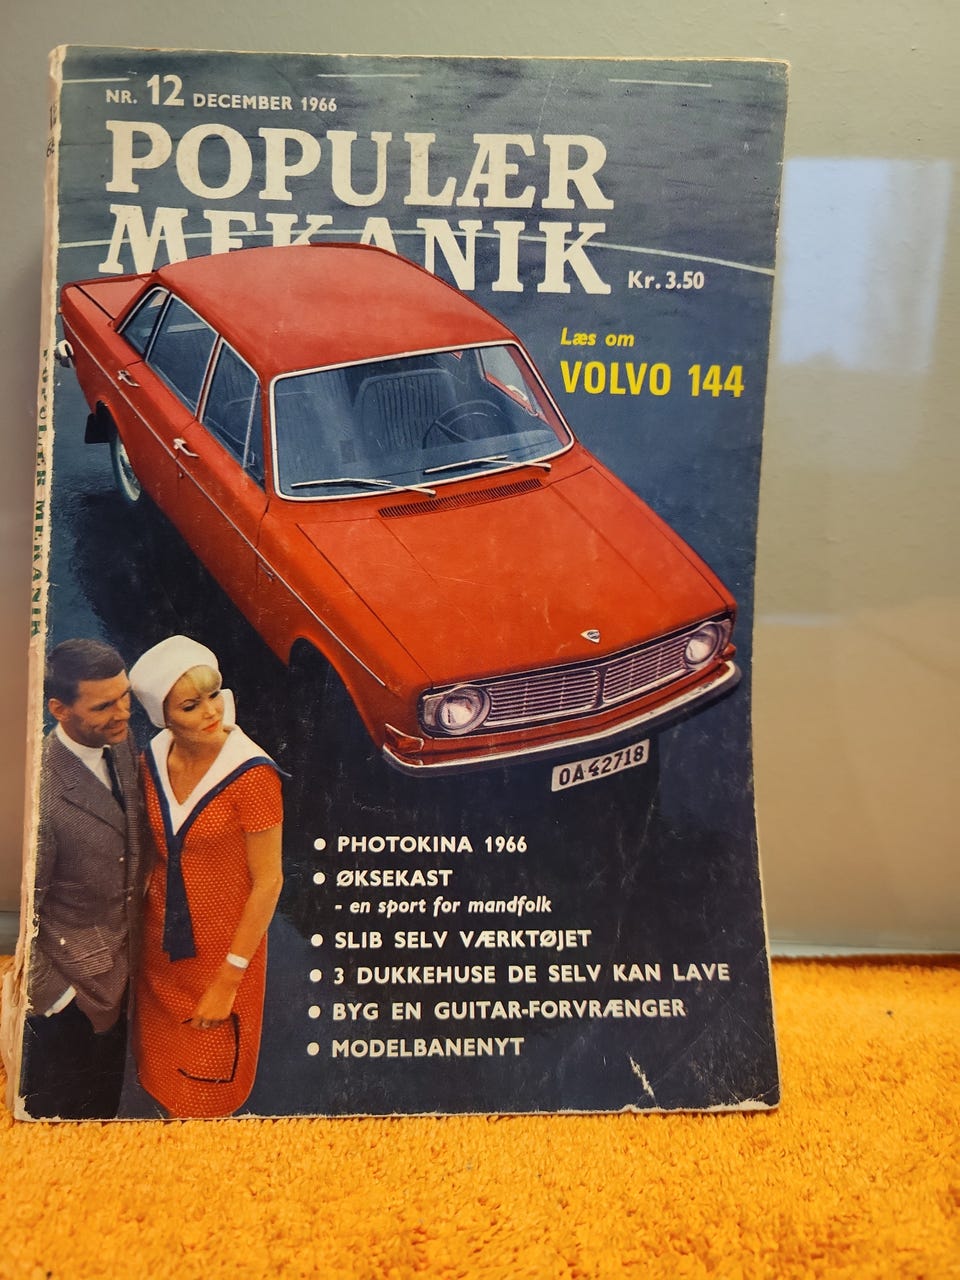 NR. 12 DECEMBER 1966
POPULÆR
MEKANIK
Kr. 3.50
Læs om
VOLVO 144
OA 42718
• PHOTOKINA 1966
• ØKSEKAST
- en sport for mandfolk
• SLIB SELV VÆRKTØJET
• 3 DUKKEHUSE DE SELV KAN LAVE
• BYG EN GUITAR-FORVRÆNGER
• MODELBANENYT
POPULÆR MEKANIK